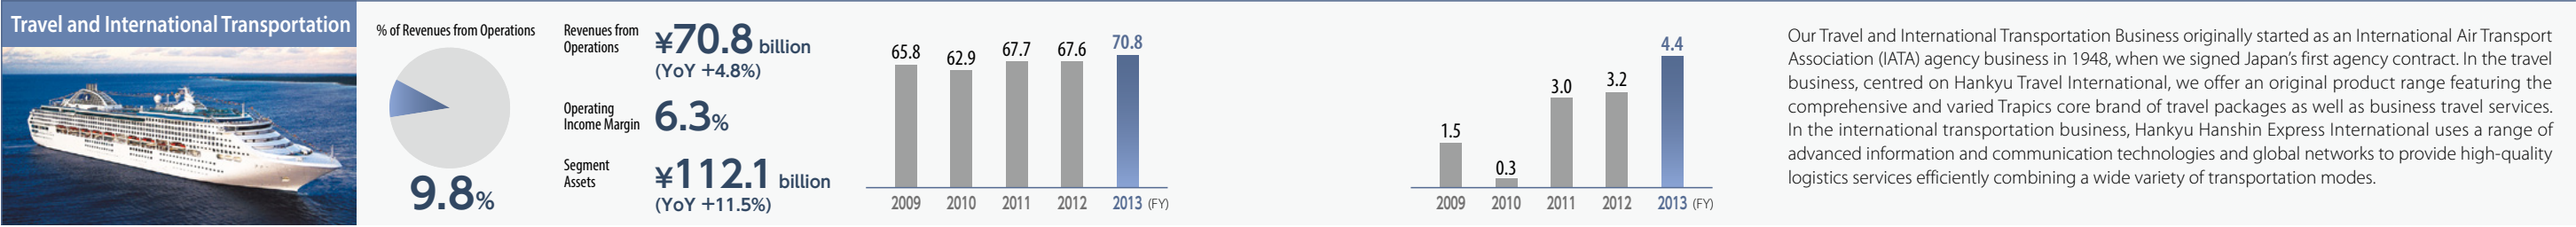 Travel and International Transportation
% of Revenues from Operations
9.8%
Revenues from
Operations
¥70.8 billion
(YoY +4.8%)
Operating
Income Margin
6.3%
Segment
Assets
¥112.1 billion
(YoY +11.5%)
65.8 62.9 67.7 67.6 70.8
2009 2010 2011 2012 2013 (FY)
1.5 0.3 3.0 3.2 4.4
2009 2010 2011 2012 2013 (FY)
Our Travel and International Transportation Business originally started as an International Air Transport
Association (IATA) agency business in 1948, when we signed Japan's first agency contract. In the travel
business, centred on Hankyu Travel International, we offer an original product range featuring the
comprehensive and varied Trapics core brand of travel packages as well as business travel services.
In the international transportation business, Hankyu Hanshin Express International uses a range of
advanced information and communication technologies and global networks to provide high-quality
logistics services efficiently combining a wide variety of transportation modes.